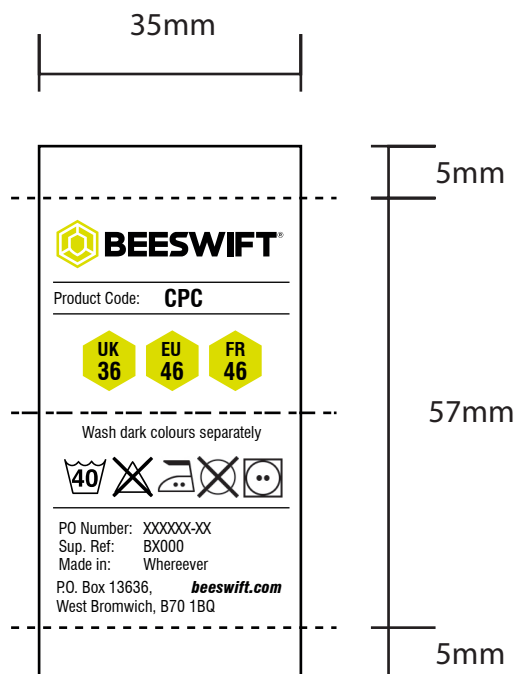 35mm
5mm
BEESWIFT®
Product Code: CPC
UK EU FR
36 46 46
57mm
Wash dark colours separately
40
PO Number: XXXXXX-XX
Sup. Ref: BX000
Made in: Whereever
P.O. Box 13636, beeswift.com
West Bromwich, B70 1BQ
5mm